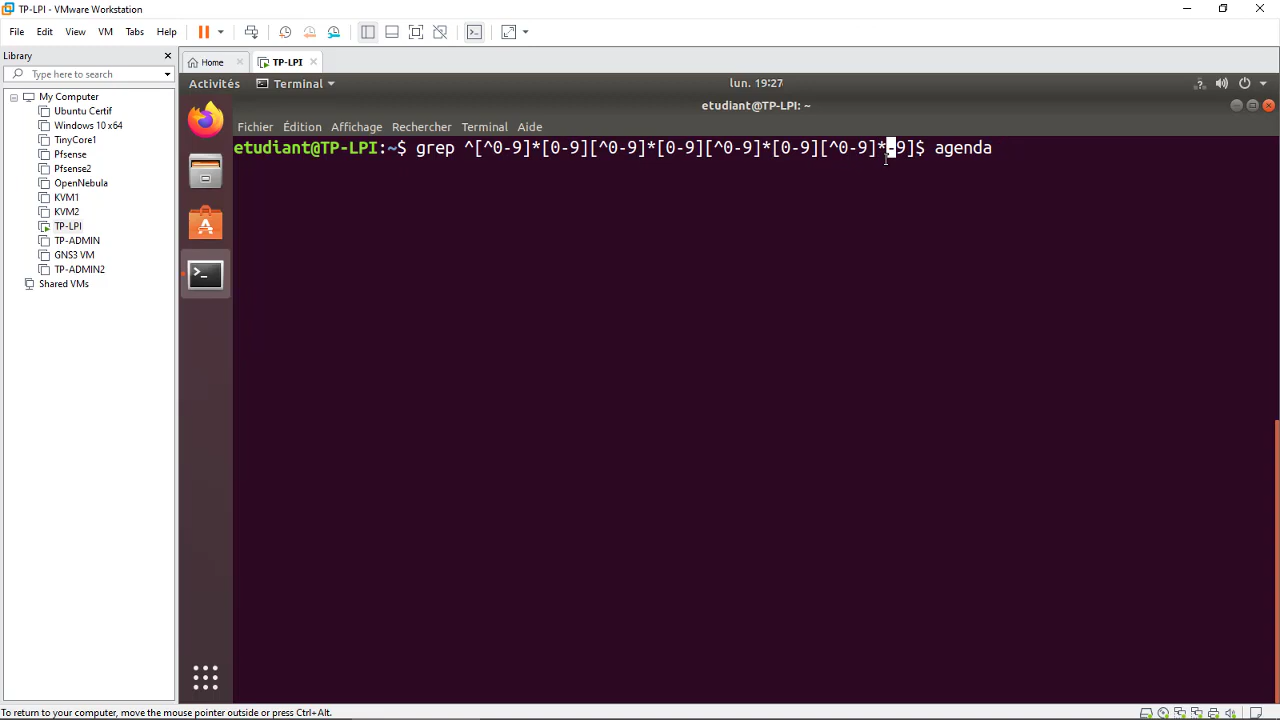 TP-LPI - VMware Workstation
File Edit View VM Tabs Help
Library
Type here to search
My Computer
Ubuntu Certif
Windows 10 x64
TinyCore1
Pfsense
Pfsense2
OpenNebula
KVM1
KVM2
TP-LPI
TP-ADMIN
GNS3 VM
TP-ADMIN2
Shared VMs
Home TP-LPI
Activités Terminal lun. 19:27
etudiant@TP-LPI: ~
Fichier Édition Affichage Rechercher Terminal Aide
etudiant@TP-LPI:~$ grep ^[^0-9]*[0-9][^0-9]*[0-9][^0-9]*[0-9][^0-9]*-9]$ agenda
To return to your computer, move the mouse pointer outside or press Ctrl+Alt.